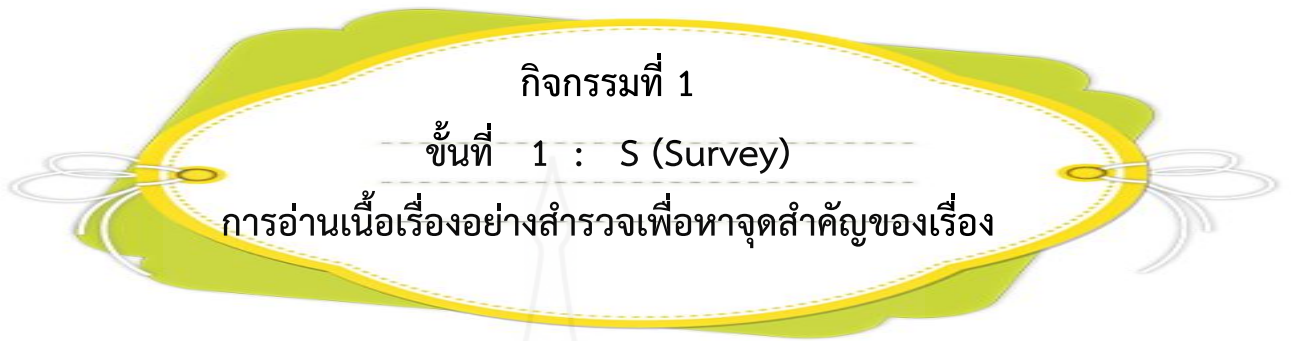 กิจกรรมที่ 1
ขั้นที่ 1 : S (Survey)
การอ่านเนื้อเรื่องอย่างสำรวจเพื่อหาจุดสำคัญของเรื่อง